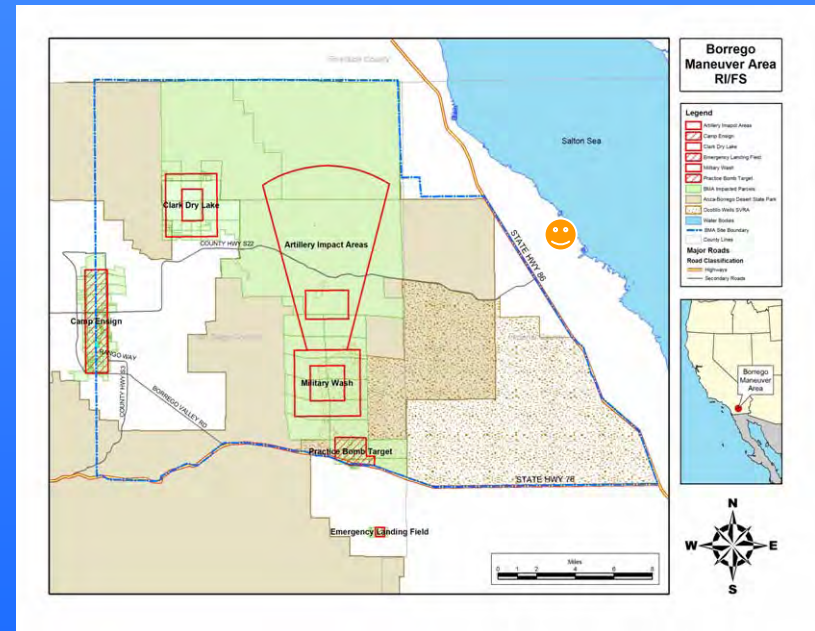 Borrego
Maneuver Area
RI/FS
Riverside County
Salton Sea
Clark Dry Lake
COUNTY HWY S22
Artillery Impact Areas
STATE HWY 86
Camp Ensign
RANGO WAY
COUNTY HWY S3
BORREGO VALLEY RD
Military Wash
Practice Bomb Target
STATE HWY 78
Emergency Landing Field
Miles
0 1 2 4 6 8
Legend
Artillery Impact Areas
Camp Ensign
Clark Dry Lake
Emergency Landing Field
Military Wash
Practice Bomb Target
BMA Impacted Parcels
Anza-Borrego Desert State Park
Ocotillo Wells SVRA
Water Bodies
BMA Site Boundary
County Lines
Major Roads
Road Classification
Highways
Secondary Roads
Borrego
Maneuver
Area
N
W E
S